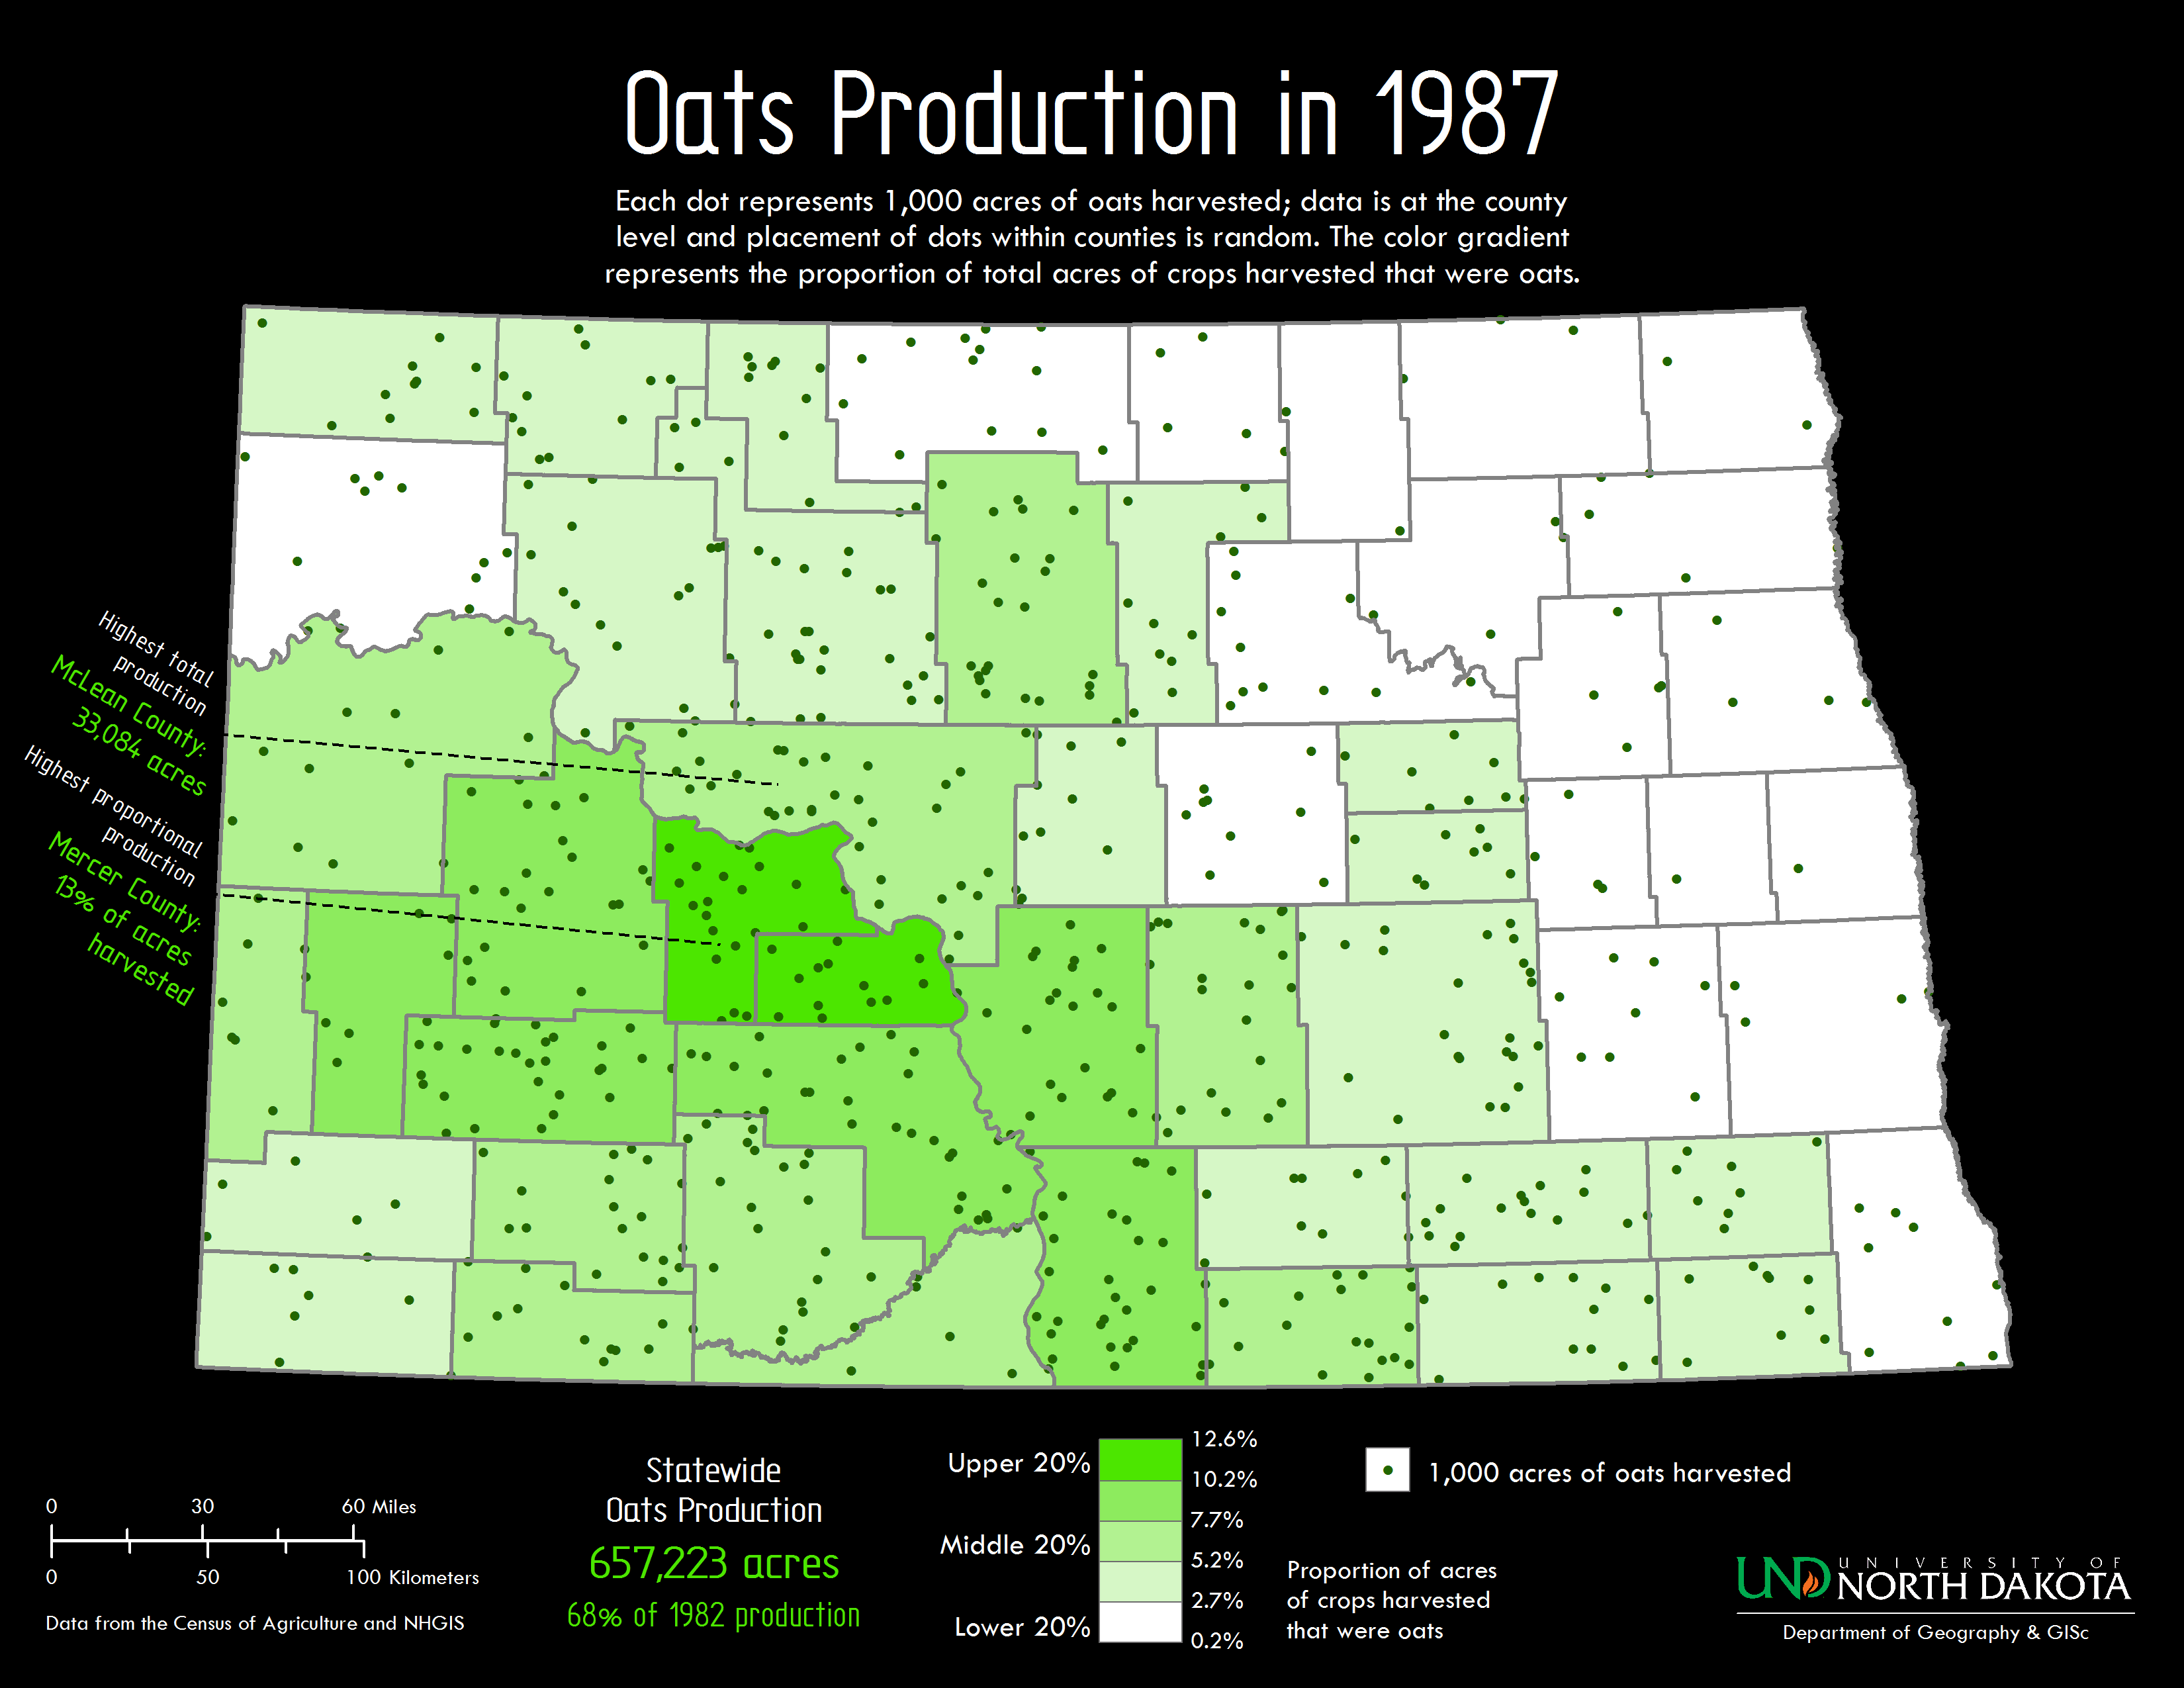 Oats Production in 1987
Each dot represents 1,000 acres of oats harvested; data is at the county
level and placement of dots within counties is random. The color gradient
represents the proportion of total acres of crops harvested that were oats.
Highest total
production
McLean County:
33,084 acres
Highest proportional
production
Mercer County:
13% of acres
harvested
0 30 60 Miles
0 50 100 Kilometers
Data from the Census of Agriculture and NHGIS
Statewide
Oats Production
657,223 acres
68% of 1982 production
Upper 20%
Middle 20%
Lower 20%
12.6%
10.2%
7.7%
5.2%
2.7%
0.2%
1,000 acres of oats harvested
Proportion of acres
of crops harvested
that were oats
UND UNIVERSITY OF
NORTH DAKOTA
Department of Geography & GISc